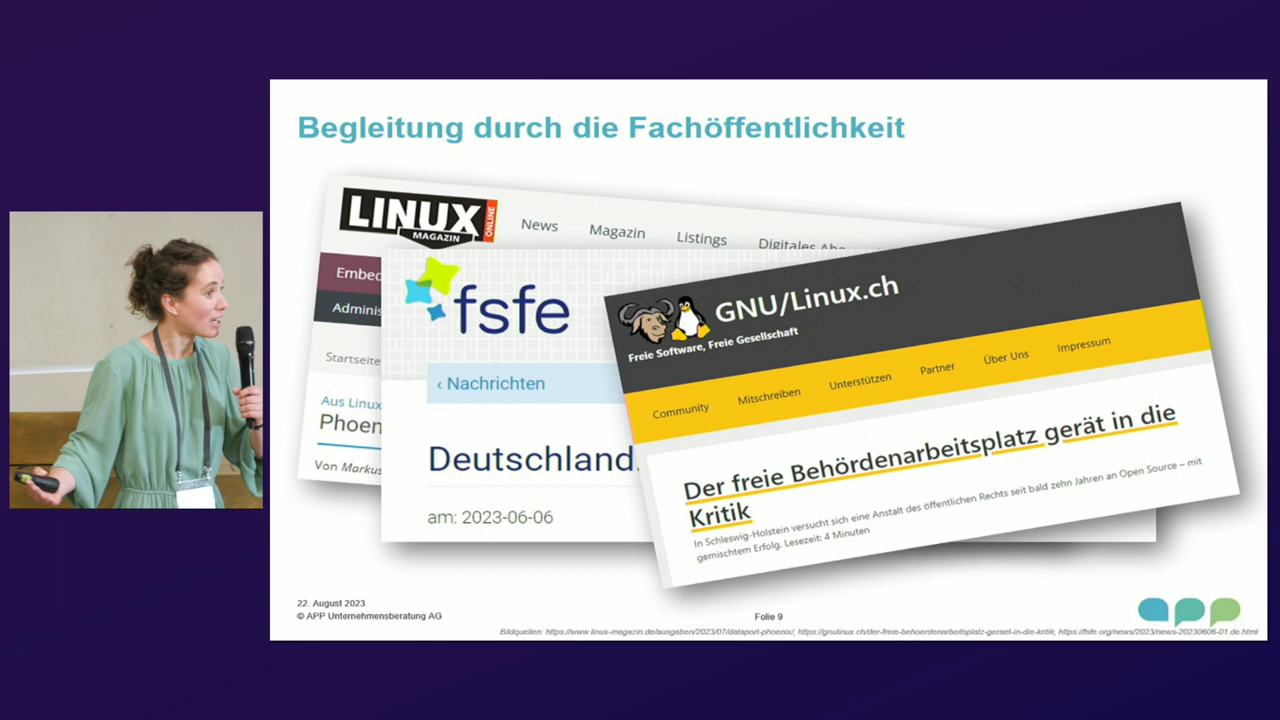 Begleitung durch die Fachöffentlichkeit
LINUX
MAGAZIN
ONLINE
News Magazin Listings Digitales
Startseite
Aus Linux
Von Markus
fsfe
‹ Nachrichten
Deutschland
am: 2023-06-06
GNU/Linux.ch
Freie Software, Freie Gesellschaft
Community Mitschreiben Unterstützen Partner Über Uns Impressum
Der freie Behördenarbeitsplatz gerät in die
Kritik
In Schleswig-Holstein versucht sich eine Anstalt des öffentlichen Rechts seit bald zehn Jahren an Open Source – mit
gemischtem Erfolg. Lesezeit: 4 Minuten
22. August 2023
© APP Unternehmensberatung AG
Folie 9
app
Bildquellen: https://www.linux-magazin.de/ausgaben/2023/07/dataport-phoenix/, https://gnulinux.ch/der-freie-behoerdenarbeitsplatz-geraet-in-die-kritik, https://fsfe.org/news/2023/news-20230606-01.de.html